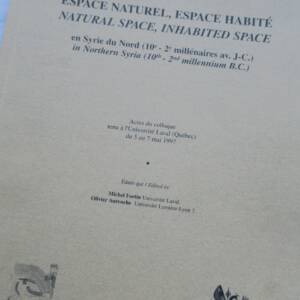 ESPACE NATUREL, ESPACE HABITÉ
NATURAL SPACE, INHABITED SPACE
en Syrie du Nord (10e - 2e millénaires av. J-C.)
in Northern Syria (10th - 2nd millennium B.C.)
Actes du colloque
tenu à l'Université Laval (Québec)
du 5 au 7 mai 1997
Édités par / Edited by
Michel Fortin Université Laval
Olivier Aurenche Université Lumière-Lyon 2